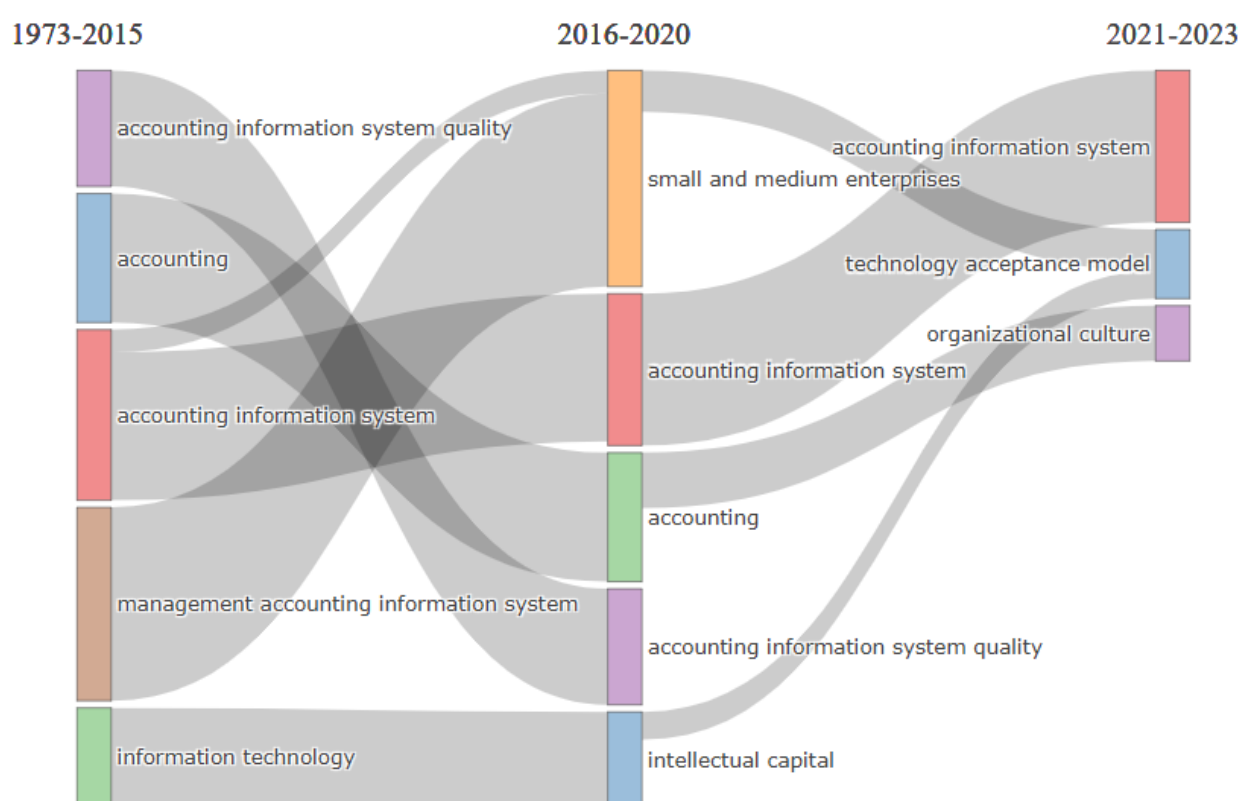 1973-2015
2016-2020
2021-2023
accounting information system quality
accounting
accounting information system
management accounting information system
information technology
small and medium enterprises
accounting information system
accounting
accounting information system quality
intellectual capital
accounting information system
technology acceptance model
organizational culture